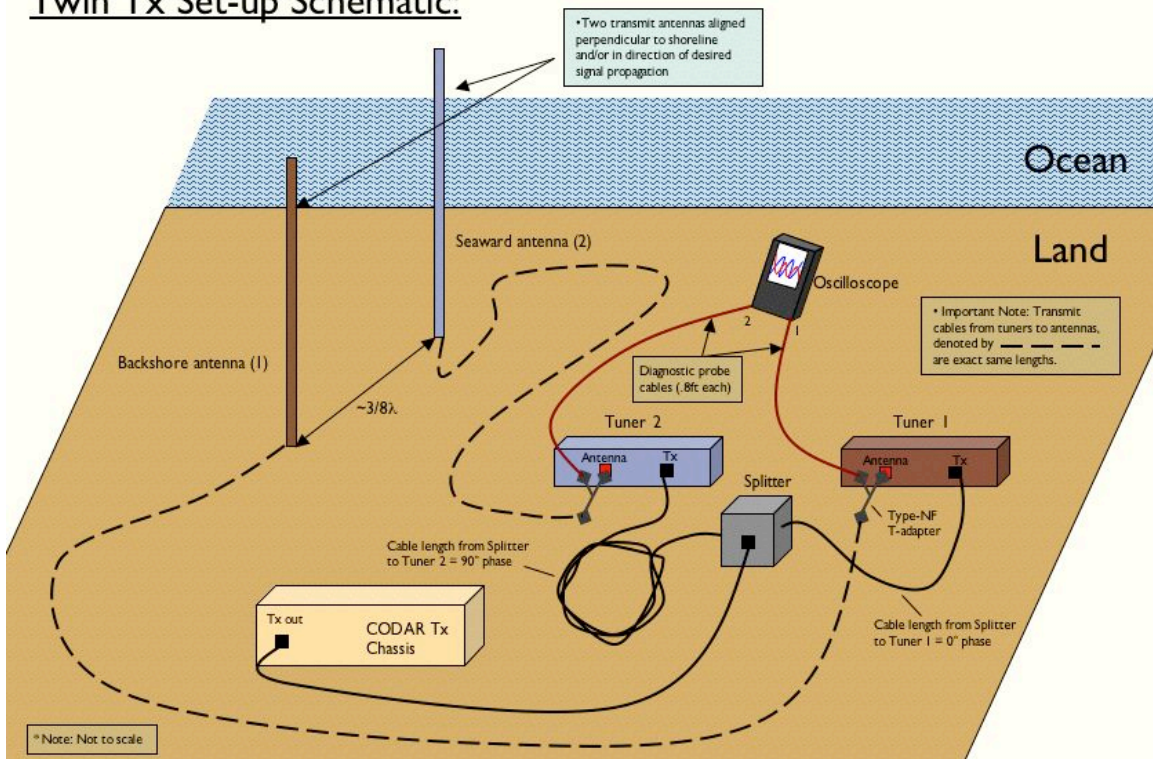 Twin Tx Set-up Schematic:
•Two transmit antennas aligned
perpendicular to shoreline
and/or in direction of desired
signal propagation
Ocean
Land
Seaward antenna (2)
Oscilloscope
2
1
• Important Note: Transmit
cables from tuners to antennas,
denoted by
are exact same lengths.
Backshore antenna (1)
Diagnostic probe
cables (.8ft each)
~3/8λ
Tuner 2
Tuner 1
Antenna
Tx
Antenna
Tx
Splitter
Type-NF
T-adapter
Cable length from Splitter
to Tuner 2 = 90° phase
Tx out
CODAR Tx
Chassis
Cable length from Splitter
to Tuner 1 = 0° phase
* Note: Not to scale